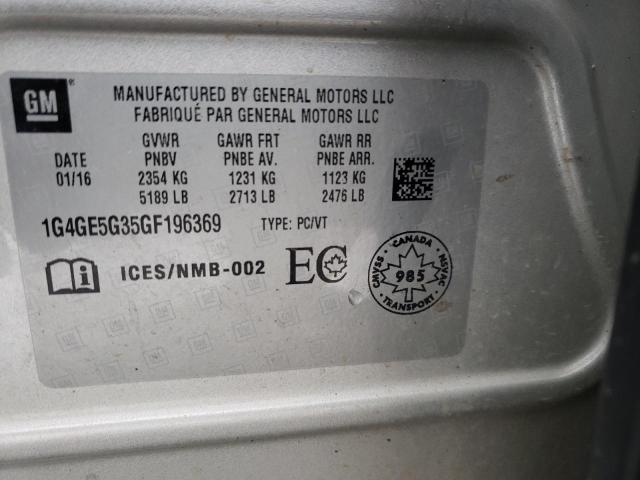 GM
MANUFACTURED BY GENERAL MOTORS LLC
FABRIQUÉ PAR GENERAL MOTORS LLC
GVWR GAWR FRT GAWR RR
DATE PNBV PNBE AV. PNBE ARR.
01/16 2354 KG 1231 KG 1123 KG
5189 LB 2713 LB 2476 LB
1G4GE5G35GF196369 TYPE: PC/VT
ICES/NMB-002 EC
CANADA
CMVSS 985 NSVAC
TRANSPORT